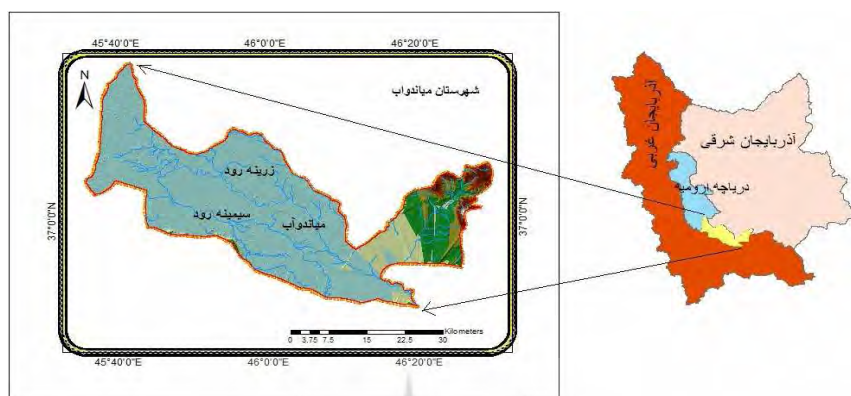 45°40'0"E 46°0'0"E 46°20'0"E
N
شهرستان میاندوآب
زرینه رود
سیمینه رود
میاندوآب
37°0'0"N
37°0'0"N
Kilometers
0 3.75 7.5 15 22.5 30
45°40'0"E 46°0'0"E 46°20'0"E
آذربایجان غربی
آذربایجان شرقی
دریاچه ارومیه